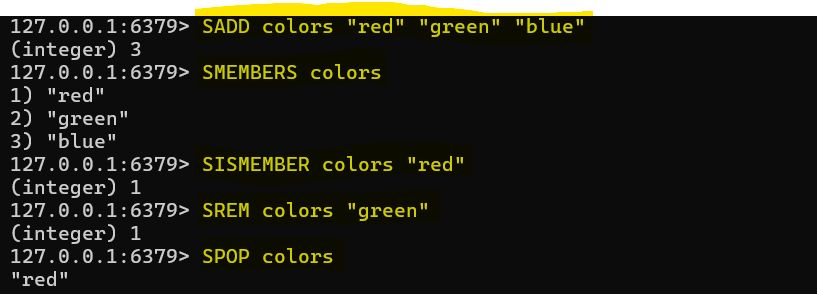 127.0.0.1:6379> SADD colors "red" "green" "blue"
(integer) 3
127.0.0.1:6379> SMEMBERS colors
1) "red"
2) "green"
3) "blue"
127.0.0.1:6379> SISMEMBER colors "red"
(integer) 1
127.0.0.1:6379> SREM colors "green"
(integer) 1
127.0.0.1:6379> SPOP colors
"red"